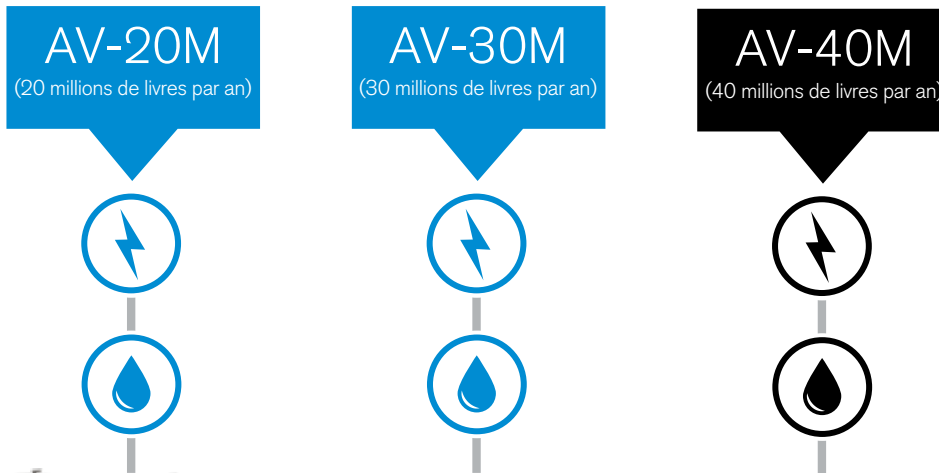 AV-20M
(20 millions de livres par an)
AV-30M
(30 millions de livres par an)
AV-40M
(40 millions de livres par an)